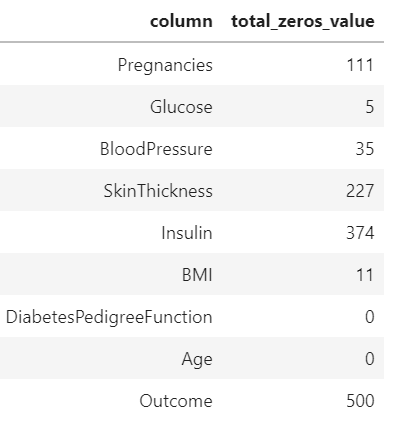 column total_zeros_value
Pregnancies 111
Glucose 5
BloodPressure 35
SkinThickness 227
Insulin 374
BMI 11
DiabetesPedigreeFunction 0
Age 0
Outcome 500